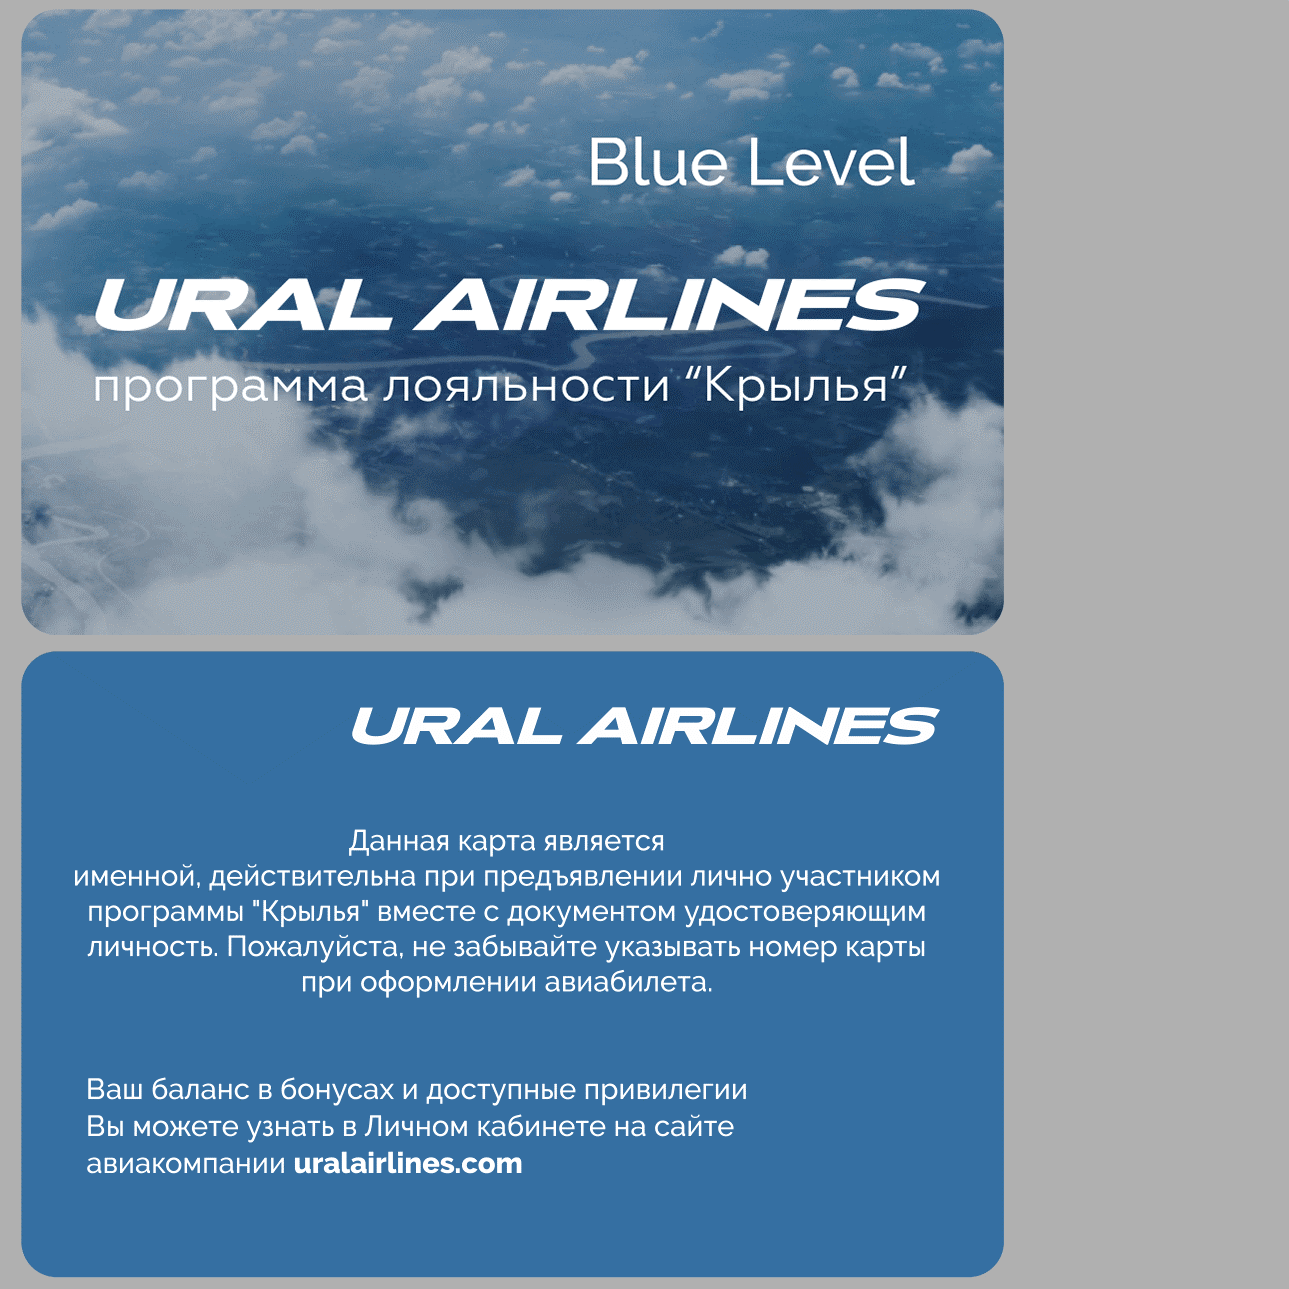 Blue Level
URAL AIRLINES
программа лояльности “Крылья”
URAL AIRLINES
Данная карта является
именной, действительна при предъявлении лично участником
программы "Крылья" вместе с документом удостоверяющим
личность. Пожалуйста, не забывайте указывать номер карты
при оформлении авиабилета.
Ваш баланс в бонусах и доступные привилегии
Вы можете узнать в Личном кабинете на сайте
авиакомпании uralairlines.com